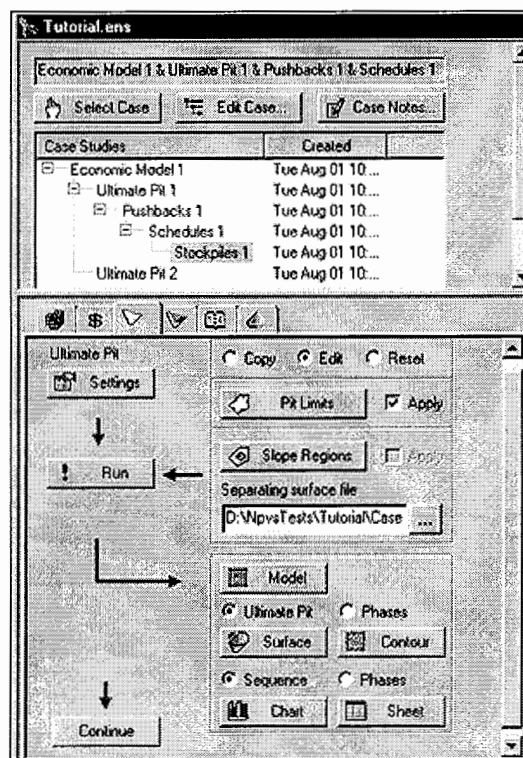 Tutorial.ens
Economic Model 1 & Ultimate Pit 1 & Pushbacks 1 & Schedules 1
Select Case Edit Case... Case Notes...
Case Studies Created
Economic Model 1 Tue Aug 01 10:...
Ultimate Pit 1 Tue Aug 01 10:...
Pushbacks 1 Tue Aug 01 10:...
Schedules 1 Tue Aug 01 10:...
Stockpiles 1 Tue Aug 01 10:...
Ultimate Pit 2 Tue Aug 01 10:...
$
Ultimate Pit
Copy Edit Reset
Settings
Pit Limits Apply
Slope Regions Apply
! Run
Separating surface file
D:\NpvsTests\Tutorial\Case ...
Model
Ultimate Pit Phases
Surface Contour
Sequence Phases
Chart Sheet
Continue